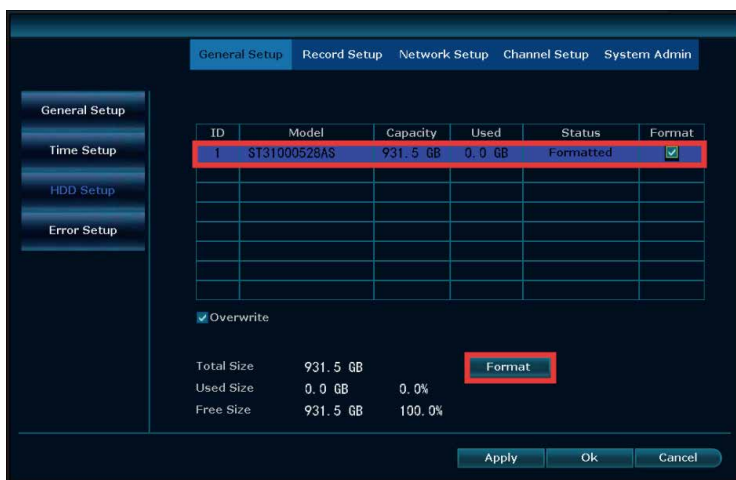 General Setup Record Setup Network Setup Channel Setup System Admin
General Setup
Time Setup
HDD Setup
Error Setup
ID Model Capacity Used Status Format
1 ST31000528AS 931.5 GB 0.0 GB Formatted
Overwrite
Total Size 931.5 GB
Format
Used Size 0.0 GB 0.0%
Free Size 931.5 GB 100.0%
Apply Ok Cancel